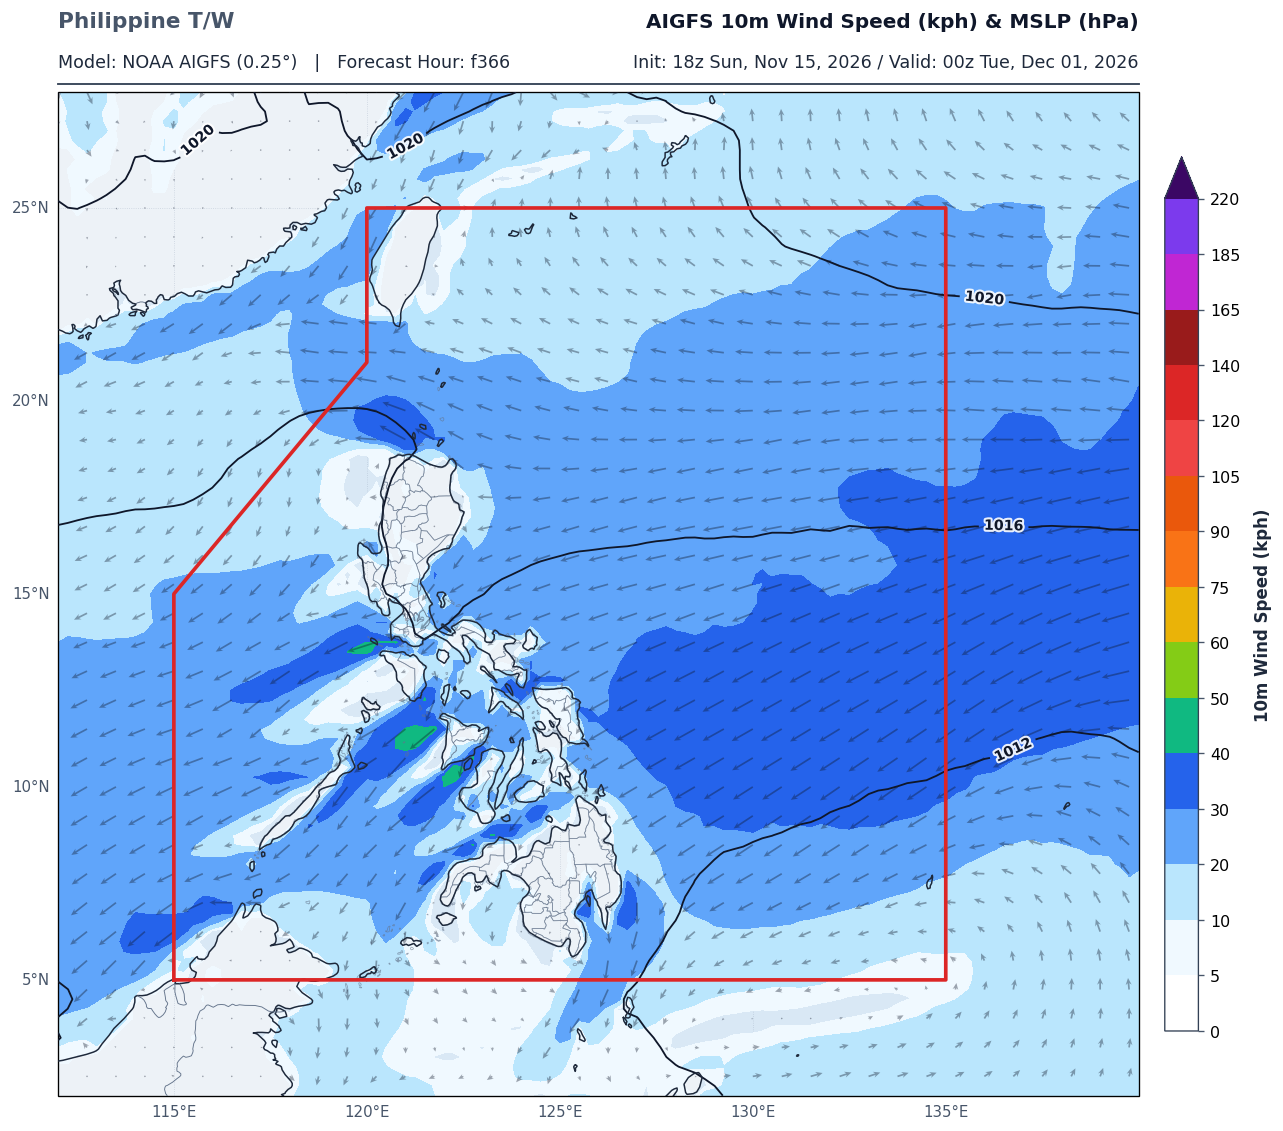 Philippine T/W
AIGFS 10m Wind Speed (kph) & MSLP (hPa)
Model: NOAA AIGFS (0.25°) | Forecast Hour: f366
Init: 18z Sun, Nov 15, 2026 / Valid: 00z Tue, Dec 01, 2026
1020
1020
25°N
1020
20°N
1016
15°N
1012
10°N
5°N
115°E
120°E
125°E
130°E
135°E
220
185
165
140
120
105
90
75
60
50
40
30
20
10
5
0
10m Wind Speed (kph)